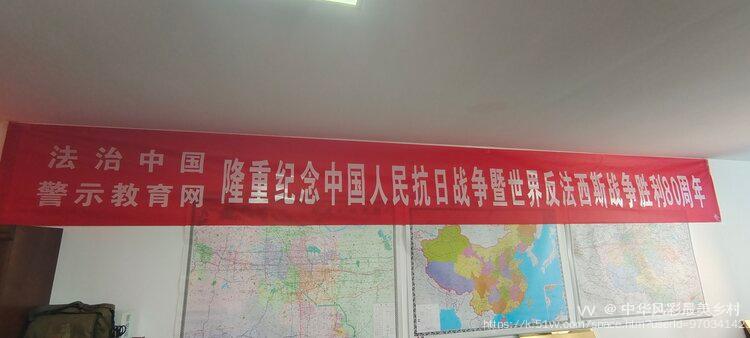 法治中国
警示教育网
隆重纪念中国人民抗日战争暨世界反法西斯战争胜利80周年
@中华风彩最美乡村